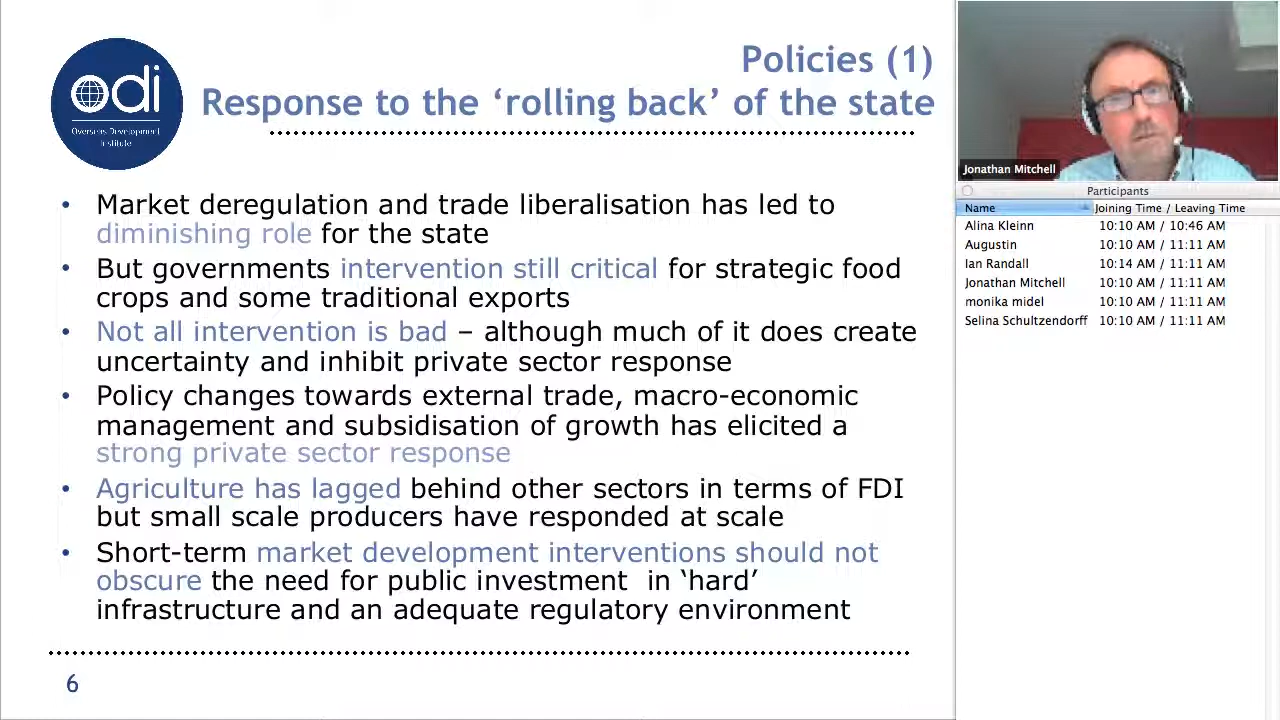 odi
Overseas Development
Institute
Policies (1)
Response to the ‘rolling back’ of the state
• Market deregulation and trade liberalisation has led to
diminishing role for the state
• But governments intervention still critical for strategic food
crops and some traditional exports
• Not all intervention is bad – although much of it does create
uncertainty and inhibit private sector response
• Policy changes towards external trade, macro-economic
management and subsidisation of growth has elicited a
strong private sector response
• Agriculture has lagged behind other sectors in terms of FDI
but small scale producers have responded at scale
• Short-term market development interventions should not
obscure the need for public investment in ‘hard’
infrastructure and an adequate regulatory environment
6
Jonathan Mitchell
Participants
Name Joining Time / Leaving Time
Alina Kleinn 10:10 AM / 10:46 AM
Augustin 10:10 AM / 11:11 AM
Ian Randall 10:14 AM / 11:11 AM
Jonathan Mitchell 10:10 AM / 11:11 AM
monika midel 10:10 AM / 11:11 AM
Selina Schultzendorff 10:10 AM / 11:11 AM